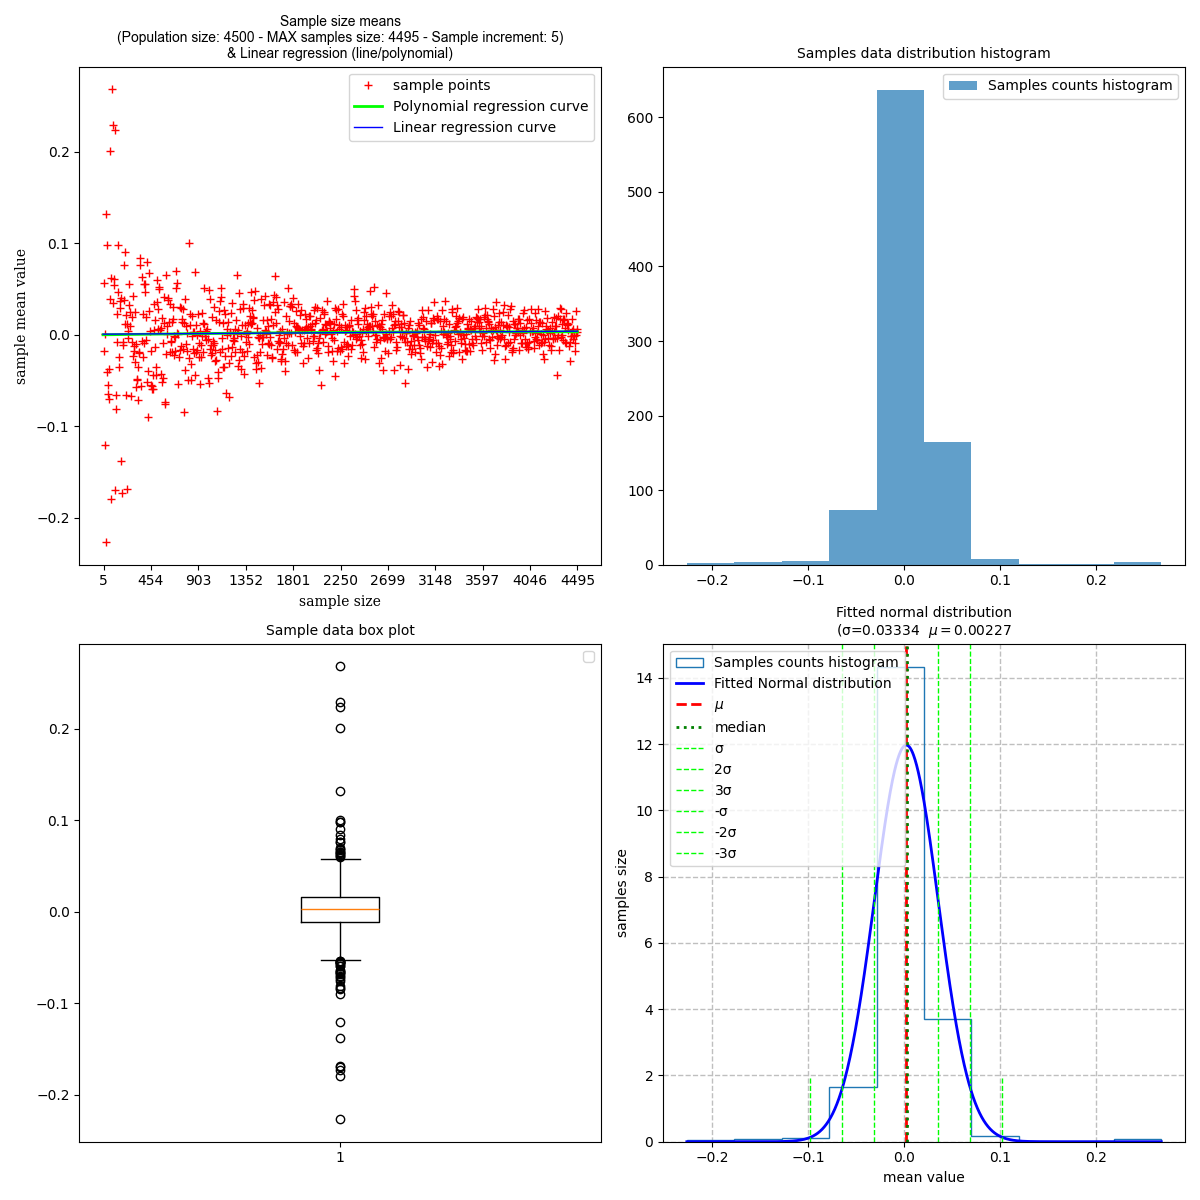 Sample size means
(Population size: 4500 - MAX samples size: 4495 - Sample increment: 5)
& Linear regression (line/polynomial)
sample points
Polynomial regression curve
Linear regression curve
sample mean value
0.2
0.1
0.0
−0.1
−0.2
5 454 903 1352 1801 2250 2699 3148 3597 4046 4495
sample size
Samples data distribution histogram
Samples counts histogram
600
500
400
300
200
100
0
−0.2 −0.1 0.0 0.1 0.2
Sample data box plot
0.2
0.1
0.0
−0.1
−0.2
1
Fitted normal distribution
(σ=0.03334 μ = 0.00227
Samples counts histogram
Fitted Normal distribution
μ
median
σ
2σ
3σ
-σ
-2σ
-3σ
samples size
14
12
10
8
6
4
2
0
−0.2 −0.1 0.0 0.1 0.2
mean value